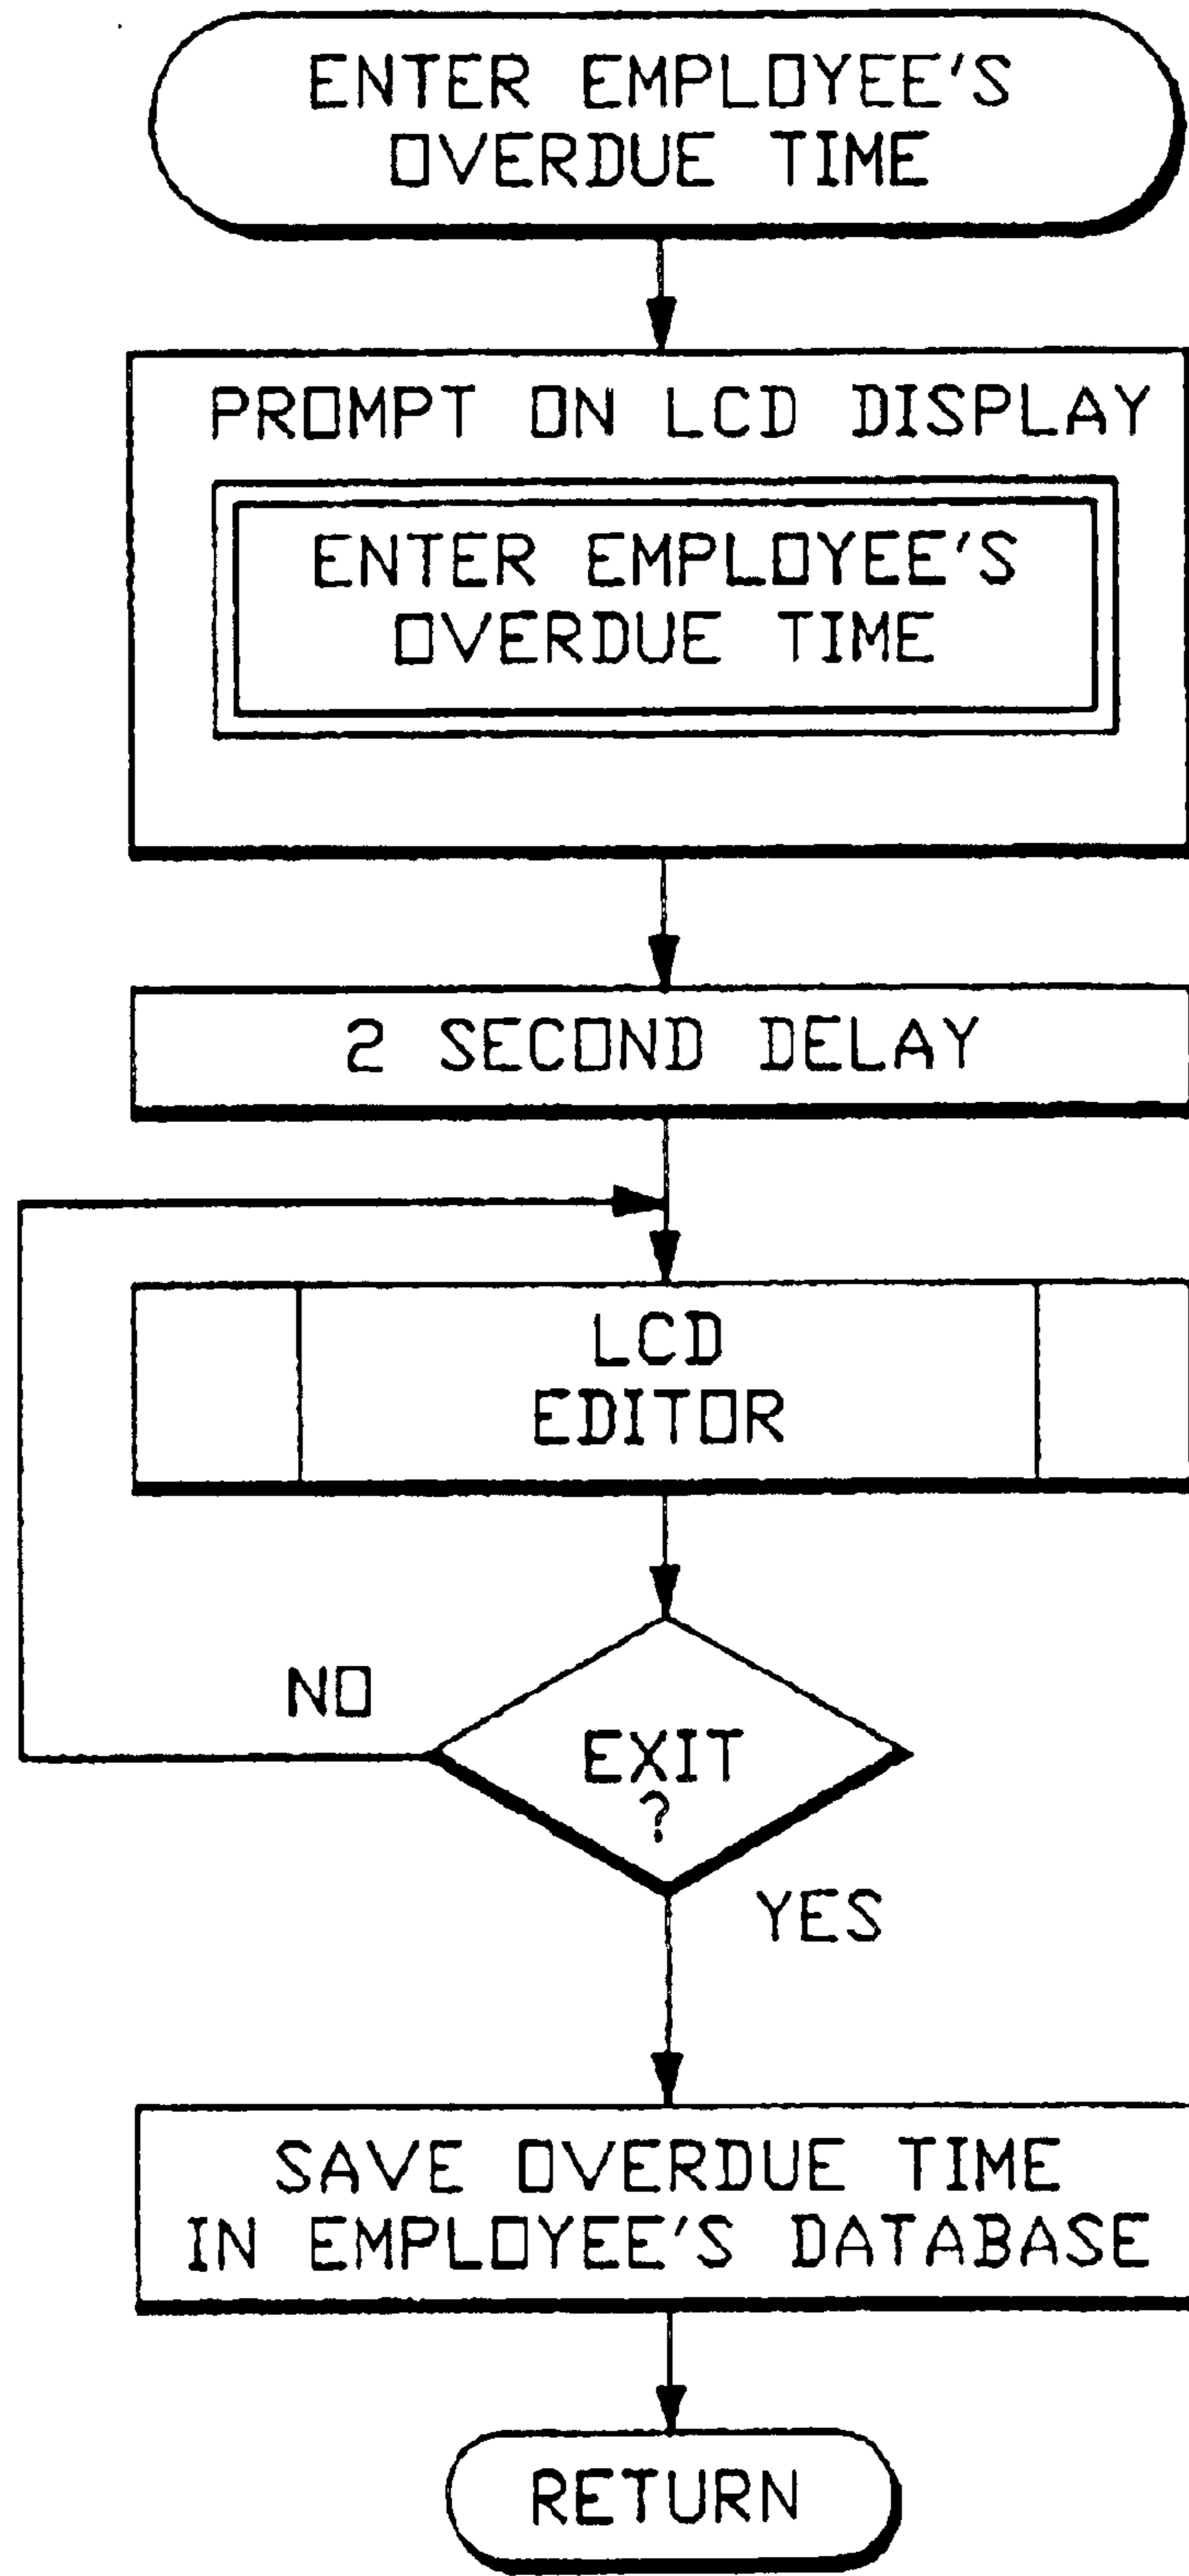 ENTER EMPLOYEE'S
OVERDUE TIME
PROMPT ON LCD DISPLAY
ENTER EMPLOYEE'S
OVERDUE TIME
2 SECOND DELAY
LCD
EDITOR
NO
EXIT
?
YES
SAVE OVERDUE TIME
IN EMPLOYEE'S DATABASE
RETURN